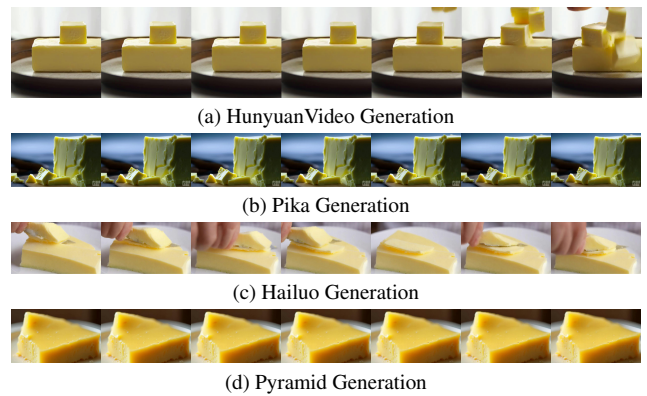 (a) HunyuanVideo Generation
(b) Pika Generation
(c) Hailuo Generation
(d) Pyramid Generation